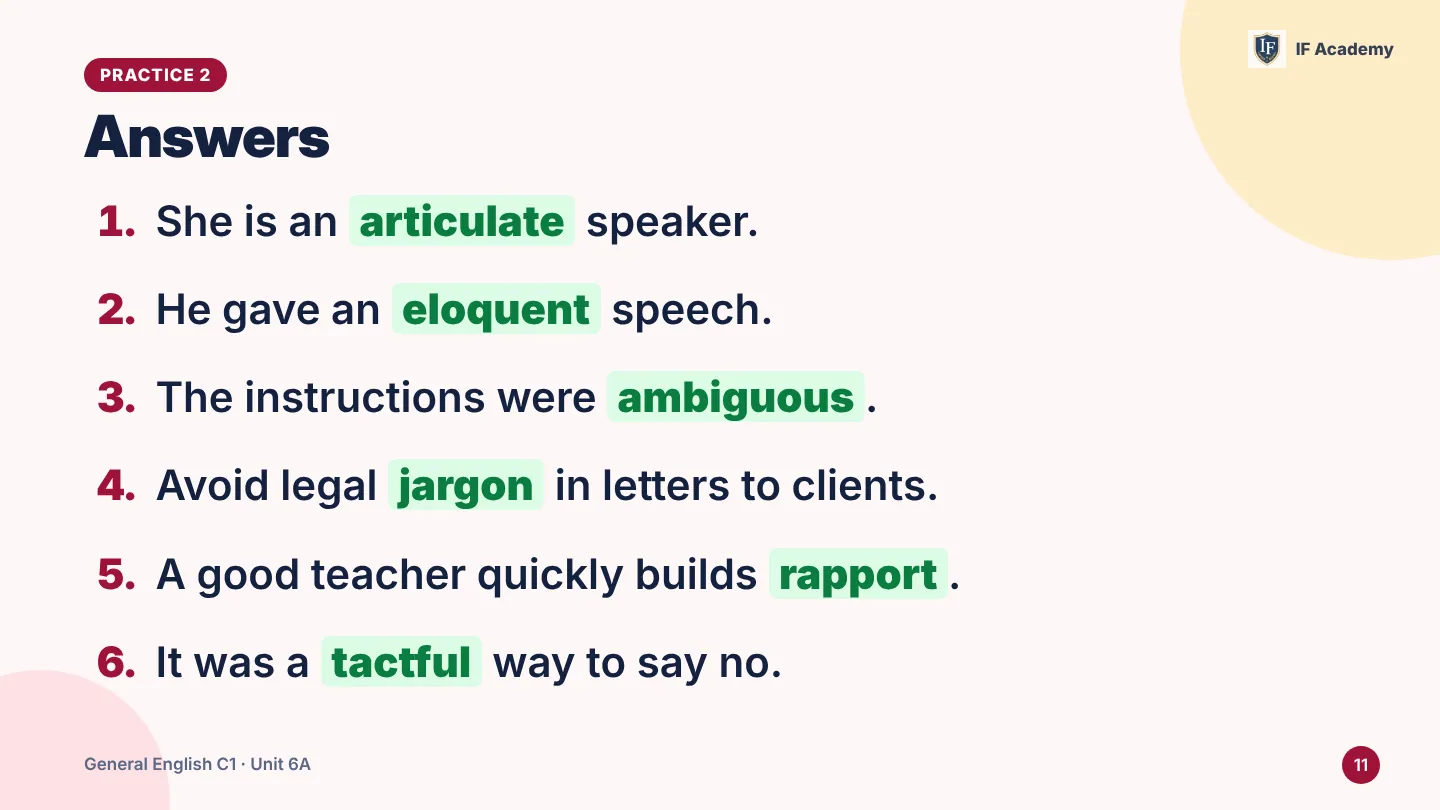 IF
IF Academy
PRACTICE 2
Answers
1. She is an articulate speaker.
2. He gave an eloquent speech.
3. The instructions were ambiguous.
4. Avoid legal jargon in letters to clients.
5. A good teacher quickly builds rapport.
6. It was a tactful way to say no.
General English C1 · Unit 6A
11